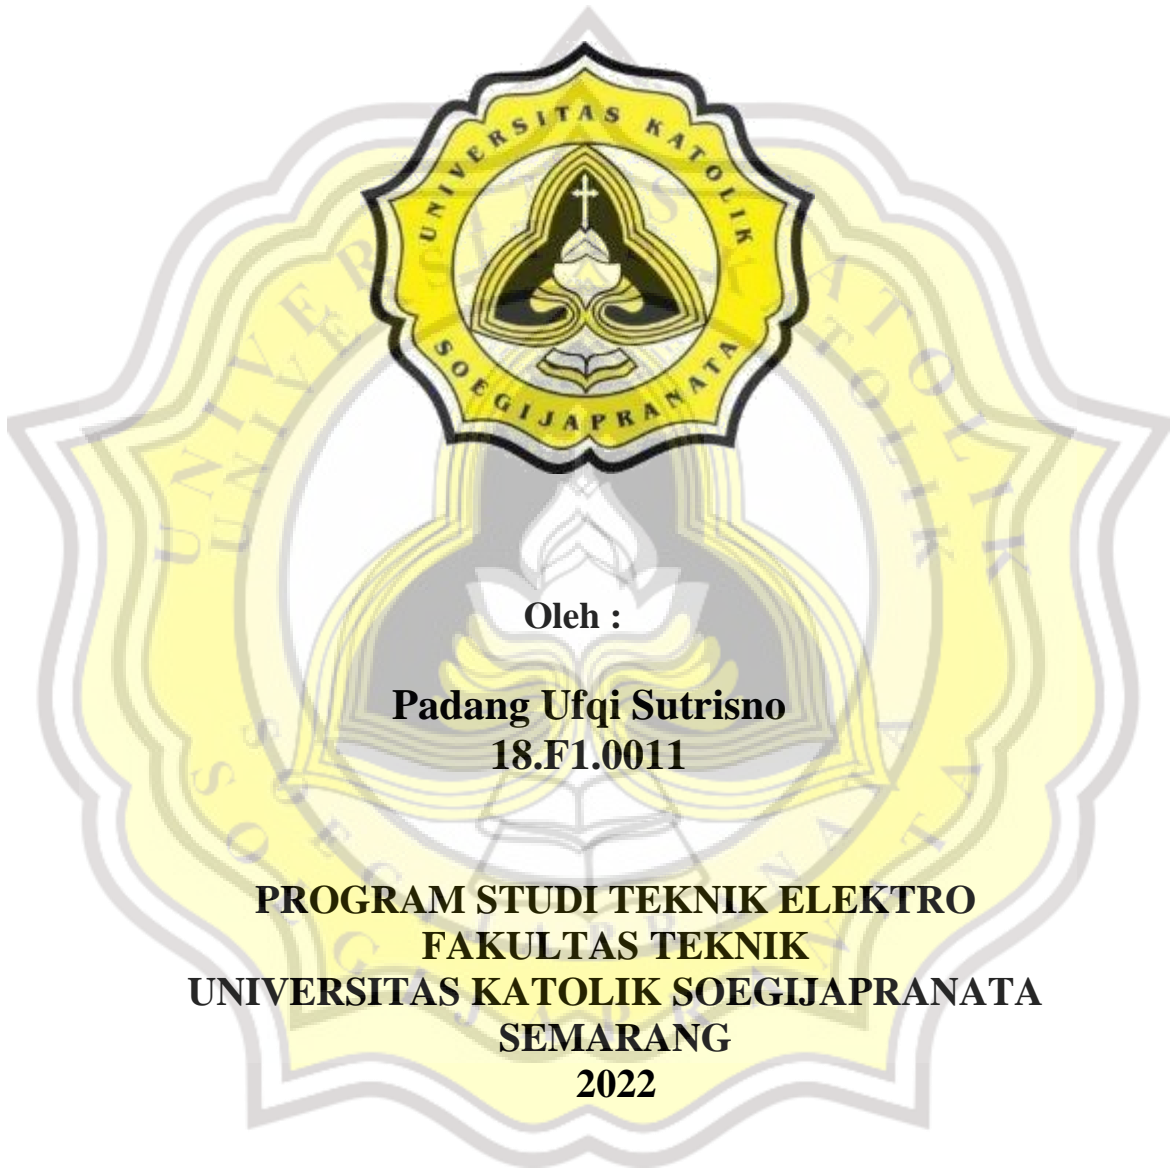 UNIVERSITAS KATOLIK
SOEGIJAPRANATA
Oleh :
Padang Ufqi Sutrisno
18.F1.0011
PROGRAM STUDI TEKNIK ELEKTRO
FAKULTAS TEKNIK
UNIVERSITAS KATOLIK SOEGIJAPRANATA
SEMARANG
2022